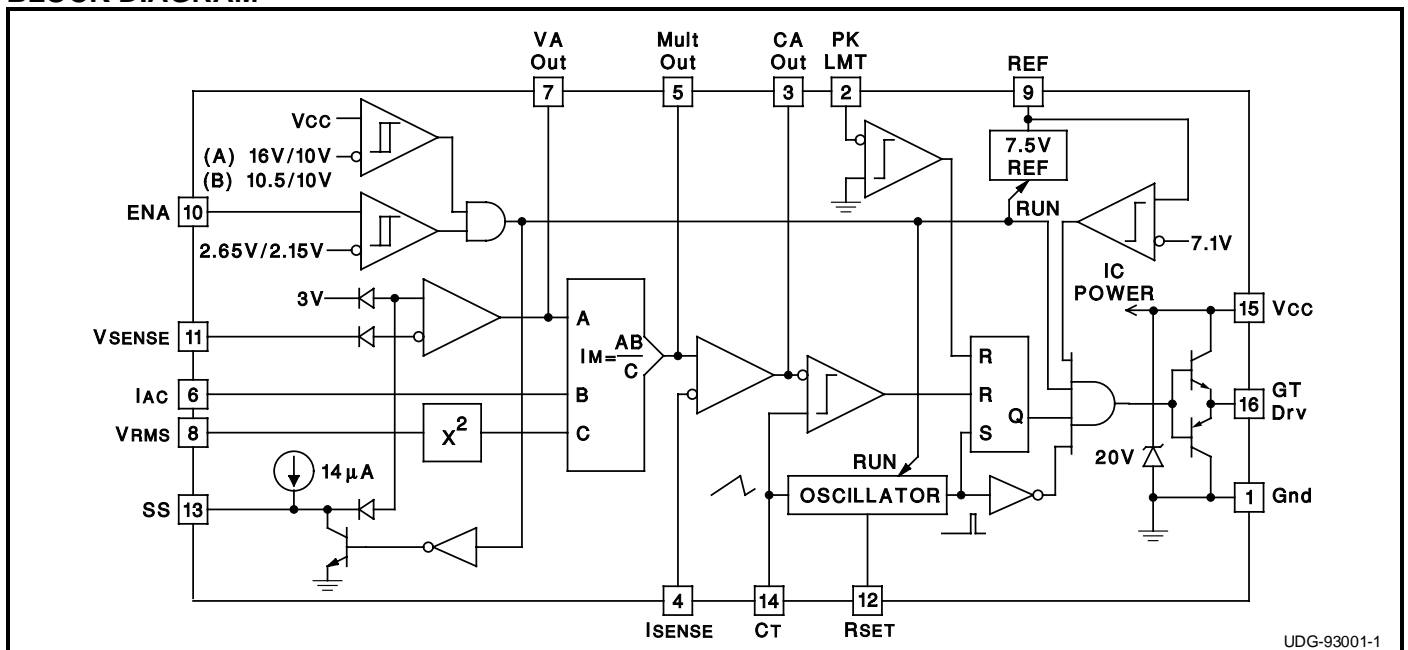 BLOCK DIAGRAM
VA Out
7
Mult Out
5
CA Out
3
PK LMT
2
REF
9
VCC
(A) 16V/10V
(B) 10.5/10V
7.5V REF
ENA 10
RUN
2.65V/2.15V
7.1V
IC POWER
3V
A
15 VCC
VSENSE 11
IM=AB/C
R
IAC 6
B
R
Q
16 GT Drv
VRMS 8
X²
C
S
20V
14µA
RUN
SS 13
OSCILLATOR
1 Gnd
4
ISENSE
14
CT
12
RSET
UDG-93001-1